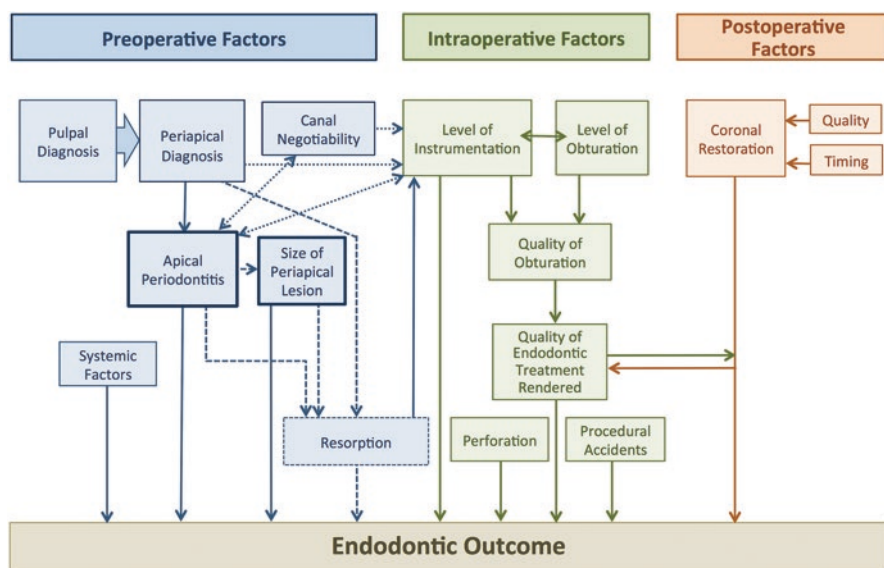 Preoperative Factors
Intraoperative Factors
Postoperative
Factors
Pulpal
Diagnosis
Periapical
Diagnosis
Canal
Negotiability
Level of
Instrumentation
Level of
Obturation
Coronal
Restoration
Quality
Timing
Apical
Periodontitis
Size of
Periapical
Lesion
Quality of
Obturation
Systemic
Factors
Quality of
Endodontic
Treatment
Rendered
Resorption
Perforation
Procedural
Accidents
Endodontic Outcome